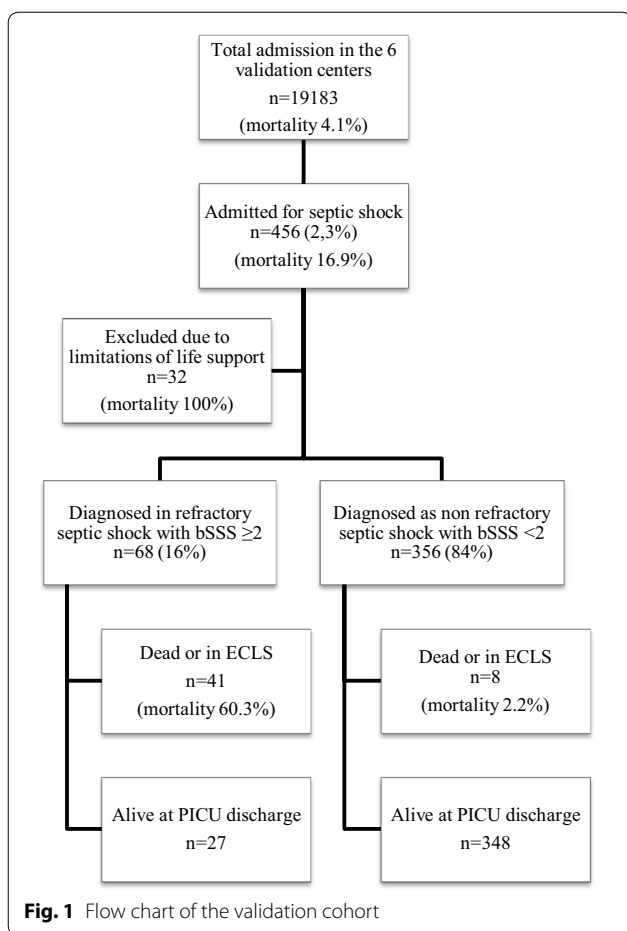 Total admission in the 6
validation centers
n=19183
(mortality 4.1%)
Admitted for septic shock
n=456 (2,3%)
(mortality 16.9%)
Excluded due to
limitations of life support
n=32
(mortality 100%)
Diagnosed in refractory
septic shock with bSSS ≥2
n=68 (16%)
Diagnosed as non refractory
septic shock with bSSS <2
n=356 (84%)
Dead or in ECLS
n=41
(mortality 60.3%)
Dead or in ECLS
n=8
(mortality 2.2%)
Alive at PICU discharge
n=27
Alive at PICU discharge
n=348
Fig. 1 Flow chart of the validation cohort